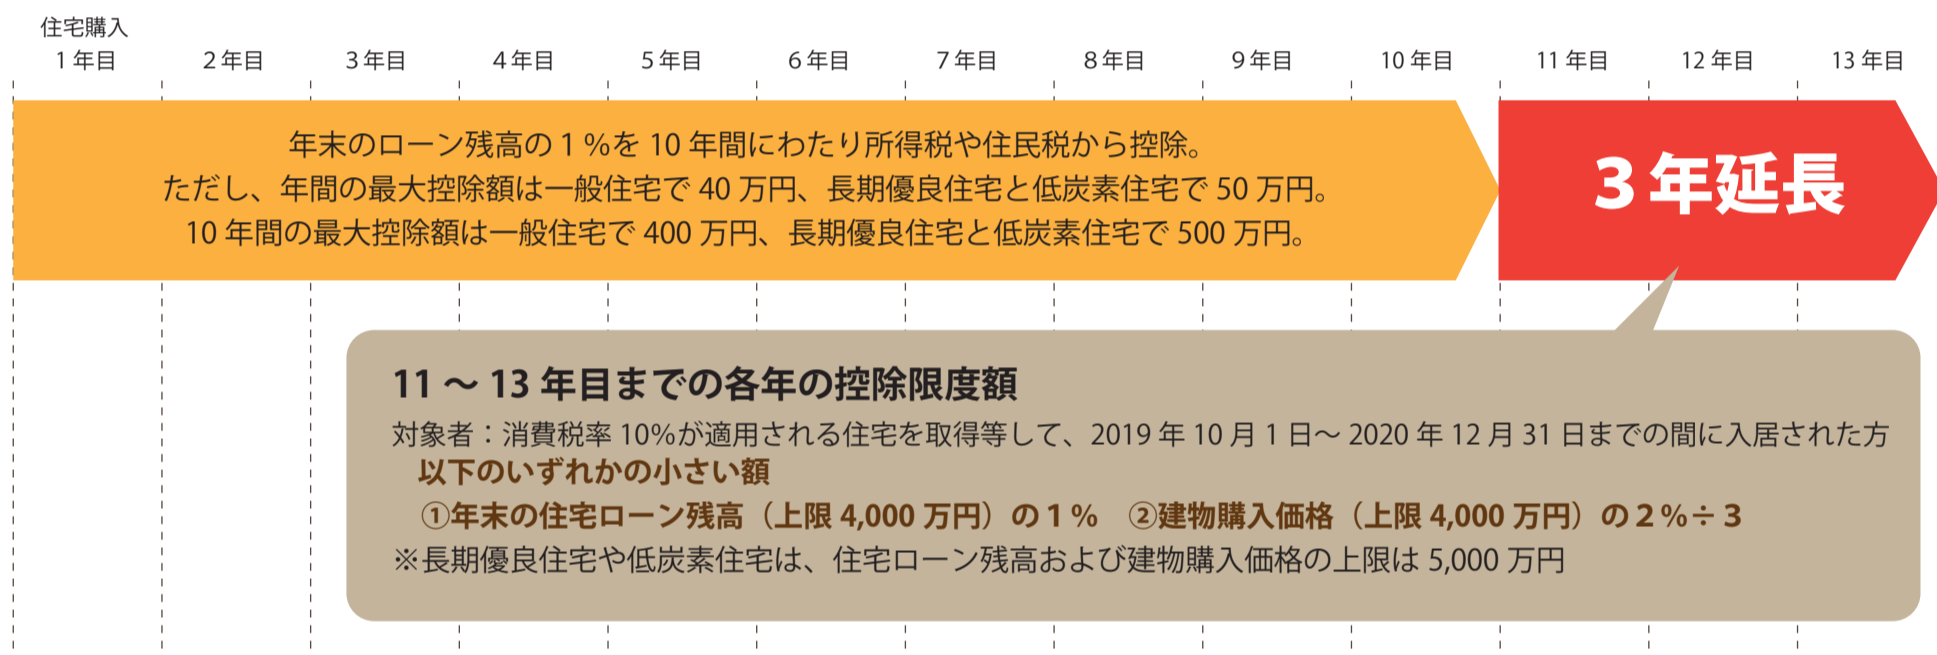 住宅購入
1年目 2年目 3年目 4年目 5年目 6年目 7年目 8年目 9年目 10年目 11年目 12年目 13年目
年末のローン残高の1%を10年間にわたり所得税や住民税から控除。
ただし、年間の最大控除額は一般住宅で40万円、長期優良住宅と低炭素住宅で50万円。
10年間の最大控除額は一般住宅で400万円、長期優良住宅と低炭素住宅で500万円。
3年延長
11～13年目までの各年の控除限度額
対象者：消費税率10%が適用される住宅を取得等して、2019年10月1日～2020年12月31日までの間に入居された方
以下のいずれかの小さい額
①年末の住宅ローン残高（上限4,000万円）の1%　②建物購入価格（上限4,000万円）の2%÷3
※長期優良住宅や低炭素住宅は、住宅ローン残高および建物購入価格の上限は5,000万円